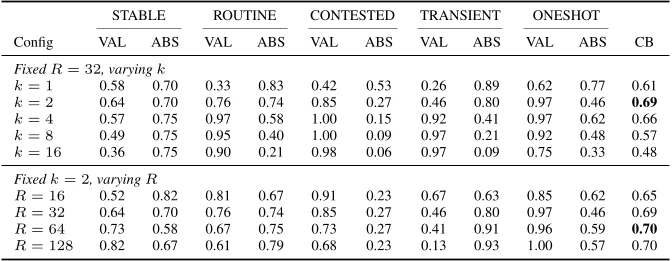 STABLE ROUTINE CONTESTED TRANSIENT ONESHOT
Config VAL ABS VAL ABS VAL ABS VAL ABS VAL ABS CB
Fixed R = 32, varying k
k = 1 0.58 0.70 0.33 0.83 0.42 0.53 0.26 0.89 0.62 0.77 0.61
k = 2 0.64 0.70 0.76 0.74 0.85 0.27 0.46 0.80 0.97 0.46 0.69
k = 4 0.57 0.75 0.97 0.58 1.00 0.15 0.92 0.41 0.97 0.62 0.66
k = 8 0.49 0.75 0.95 0.40 1.00 0.09 0.97 0.21 0.92 0.48 0.57
k = 16 0.36 0.75 0.90 0.21 0.98 0.06 0.97 0.09 0.75 0.33 0.48
Fixed k = 2, varying R
R = 16 0.52 0.82 0.81 0.67 0.91 0.23 0.67 0.63 0.85 0.62 0.65
R = 32 0.64 0.70 0.76 0.74 0.85 0.27 0.46 0.80 0.97 0.46 0.69
R = 64 0.73 0.58 0.67 0.75 0.73 0.27 0.41 0.91 0.96 0.59 0.70
R = 128 0.82 0.67 0.61 0.79 0.68 0.23 0.13 0.93 1.00 0.57 0.70